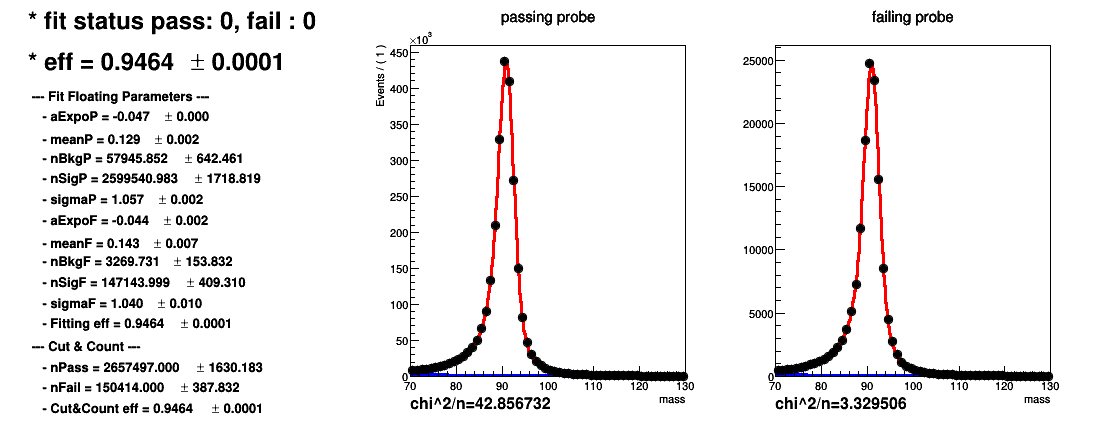 * fit status pass: 0, fail : 0
* eff = 0.9464 ± 0.0001
--- Fit Floating Parameters ---
- aExpoP = -0.047 ± 0.000
- meanP = 0.129 ± 0.002
- nBkgP = 57945.852 ± 642.461
- nSigP = 2599540.983 ± 1718.819
- sigmaP = 1.057 ± 0.002
- aExpoF = -0.044 ± 0.002
- meanF = 0.143 ± 0.007
- nBkgF = 3269.731 ± 153.832
- nSigF = 147143.999 ± 409.310
- sigmaF = 1.040 ± 0.010
- Fitting eff = 0.9464 ± 0.0001
--- Cut & Count ---
- nPass = 2657497.000 ± 1630.183
- nFail = 150414.000 ± 387.832
- Cut&Count eff = 0.9464 ± 0.0001
passing probe
×10³
Events / ( 1 )
450
400
350
300
250
200
150
100
50
0
70 80 90 100 110 120 130
mass
chi^2/n=42.856732
failing probe
25000
20000
15000
10000
5000
0
70 80 90 100 110 120 130
mass
chi^2/n=3.329506